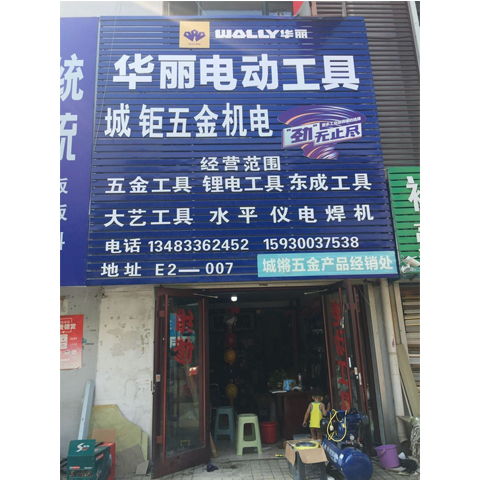 WOLLY华丽
华丽电动工具
城钜五金机电
"劲"无止尽
经营范围
五金工具 锂电工具 东成工具
大艺工具 水平仪 电焊机
电话 13483362452 15930037538
地址 E2—007
城锵五金产品经销处
统
流